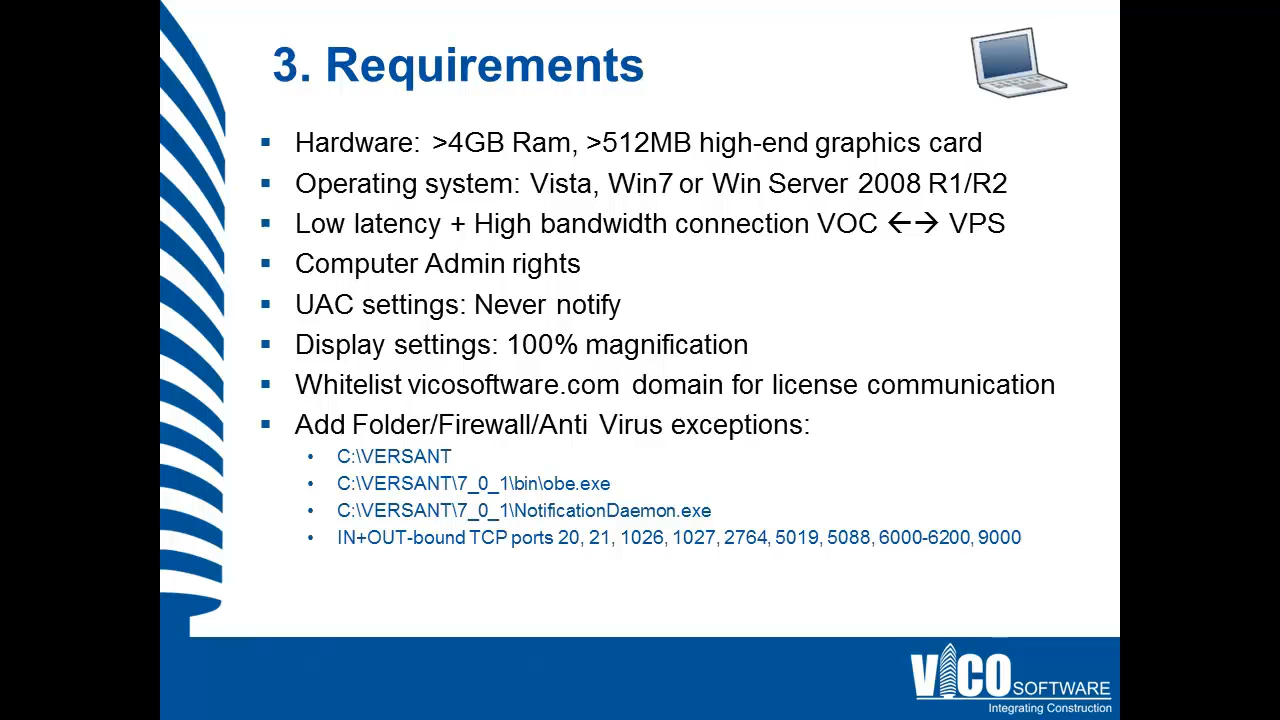 3. Requirements
Hardware: >4GB Ram, >512MB high-end graphics card
Operating system: Vista, Win7 or Win Server 2008 R1/R2
Low latency + High bandwidth connection VOC ←→ VPS
Computer Admin rights
UAC settings: Never notify
Display settings: 100% magnification
Whitelist vicosoftware.com domain for license communication
Add Folder/Firewall/Anti Virus exceptions:
C:\VERSANT
C:\VERSANT\7_0_1\bin\obe.exe
C:\VERSANT\7_0_1\NotificationDaemon.exe
IN+OUT-bound TCP ports 20, 21, 1026, 1027, 2764, 5019, 5088, 6000-6200, 9000
VICO SOFTWARE
Integrating Construction